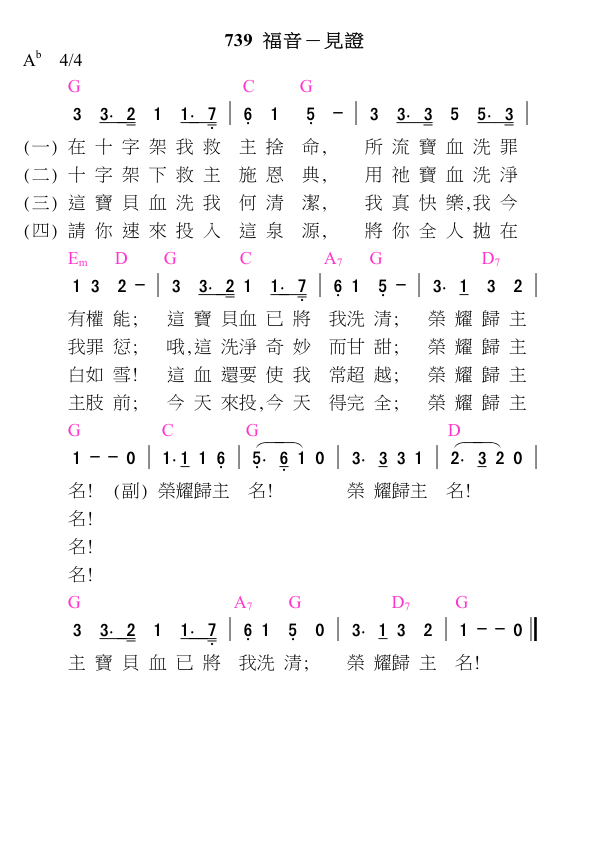 739 福音－見證
A♭ 4/4
G C G
3 3. 2 1 1. 7 | 6 1 5 - | 3 3. 3 5 5. 3 |
(一) 在 十 字 架 我 救 主 捨 命， 所 流 寶 血 洗 罪
(二) 十 字 架 下 救 主 施 恩 典， 用 祂 寶 血 洗 淨
(三) 這 寶 貝 血 洗 我 何 清 潔， 我 真 快 樂,我 今
(四) 請 你 速 來 投 入 這 泉 源， 將 你 全 人 拋 在
Em D G C A7 G D7
1 3 2 - | 3 3. 2 1 1. 7 | 6 1 5 - | 3. 1 3 2 |
有權 能； 這 寶 貝血 已 將 我洗 清； 榮 耀歸 主
我罪 愆； 哦,這 洗淨 奇 妙 而甘 甜； 榮 耀歸 主
白如 雪！ 這 血 還要 使 我 常超 越； 榮 耀歸 主
主肢 前； 今 天 來投,今 天 得完 全； 榮 耀歸 主
G C G D
1 - - 0 | 1. 1 1 6 | 5. 6 1 0 | 3. 3 3 1 | 2. 3 2 0 |
名！ (副) 榮耀歸主 名！ 榮 耀歸主 名！
名！
名！
名！
G A7 G D7 G
3 3. 2 1 1. 7 | 6 1 5 0 | 3. 1 3 2 | 1 - - 0 ||
主 寶 貝 血 已 將 我洗 清； 榮 耀歸 主 名！